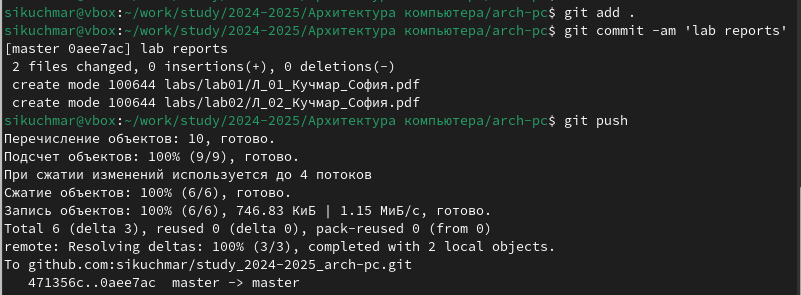 sikuchmar@vbox:~/work/study/2024-2025/Архитектура компьютера/arch-pc$ git add .
sikuchmar@vbox:~/work/study/2024-2025/Архитектура компьютера/arch-pc$ git commit -am 'lab reports'
[master 0aee7ac] lab reports
 2 files changed, 0 insertions(+), 0 deletions(-)
 create mode 100644 labs/lab01/Л_01_Кучмар_София.pdf
 create mode 100644 labs/lab02/Л_02_Кучмар_София.pdf
sikuchmar@vbox:~/work/study/2024-2025/Архитектура компьютера/arch-pc$ git push
Перечисление объектов: 10, готово.
Подсчет объектов: 100% (9/9), готово.
При сжатии изменений используется до 4 потоков
Сжатие объектов: 100% (6/6), готово.
Запись объектов: 100% (6/6), 746.83 КиБ | 1.15 МиБ/с, готово.
Total 6 (delta 3), reused 0 (delta 0), pack-reused 0 (from 0)
remote: Resolving deltas: 100% (3/3), completed with 2 local objects.
To github.com:sikuchmar/study_2024-2025_arch-pc.git
   471356c..0aee7ac  master -> master